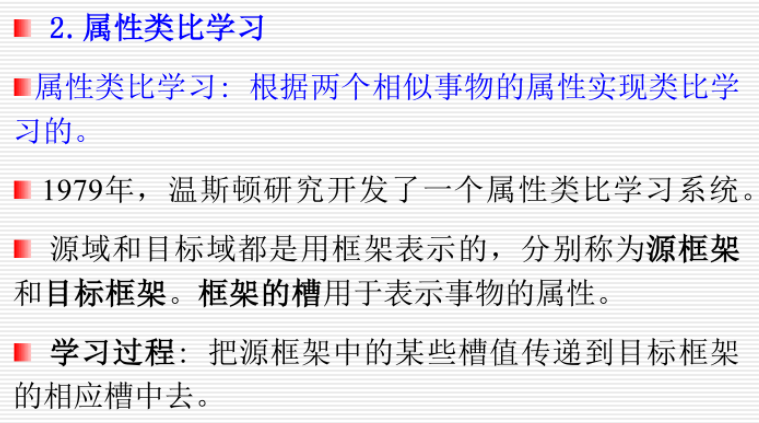 2. 属性类比学习
属性类比学习：根据两个相似事物的属性实现类比学
习的。
1979年，温斯顿研究开发了一个属性类比学习系统。
源域和目标域都是用框架表示的，分别称为源框架
和目标框架。框架的槽用于表示事物的属性。
学习过程：把源框架中的某些槽值传递到目标框架
的相应槽中去。